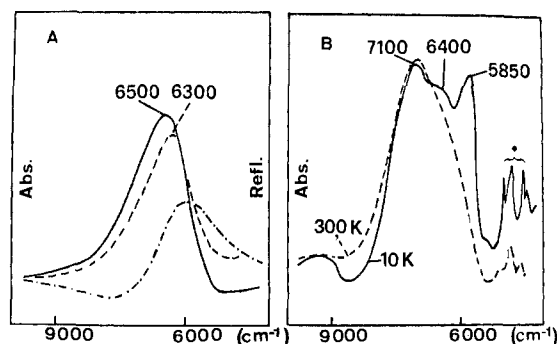 A
6500
6300
Abs.
Refl.
9000
6000
(cm⁻¹)
B
7100
6400
5850
Abs.
300 K
10 K
*
9000
6000
(cm⁻¹)